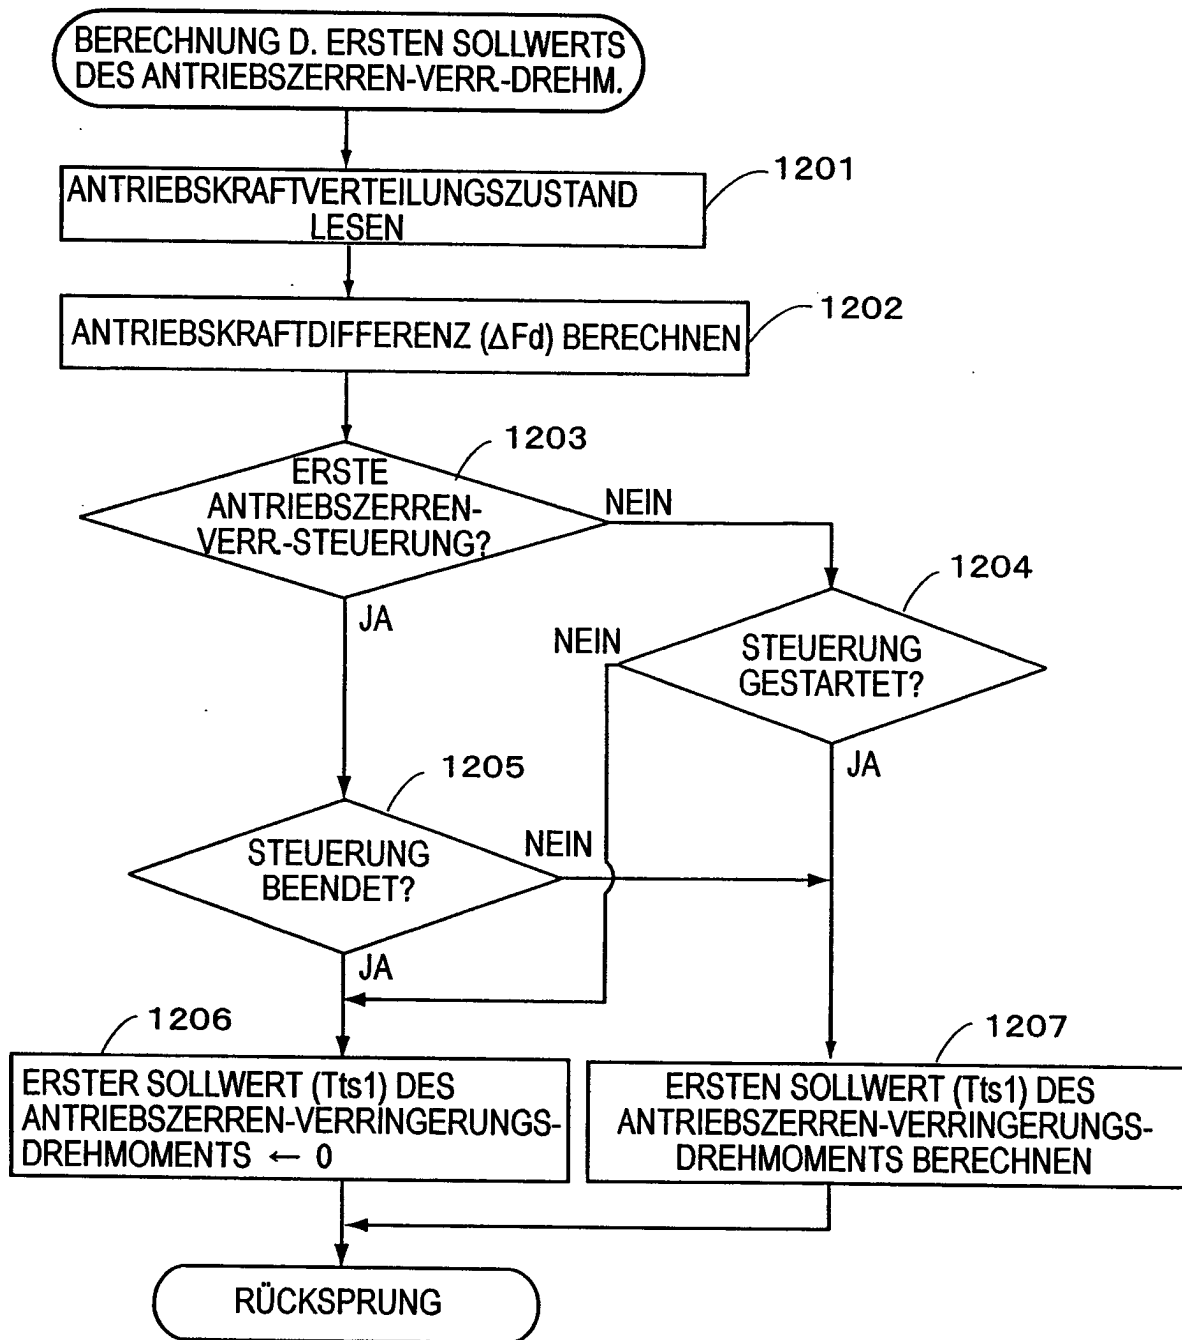 BERECHNUNG D. ERSTEN SOLLWERTS
DES ANTRIEBSZERREN-VERR.-DREHM.
1201
ANTRIEBSKRAFTVERTEILUNGSZUSTAND
LESEN
1202
ANTRIEBSKRAFTDIFFERENZ (ΔFd) BERECHNEN
1203
ERSTE
ANTRIEBSZERREN-
VERR.-STEUERUNG?
NEIN
JA
1204
NEIN
STEUERUNG
GESTARTET?
JA
1205
STEUERUNG
BEENDET?
NEIN
JA
1206
ERSTER SOLLWERT (Tts1) DES
ANTRIEBSZERREN-VERRINGERUNGS-
DREHMOMENTS ← 0
1207
ERSTEN SOLLWERT (Tts1) DES
ANTRIEBSZERREN-VERRINGERUNGS-
DREHMOMENTS BERECHNEN
RÜCKSPRUNG